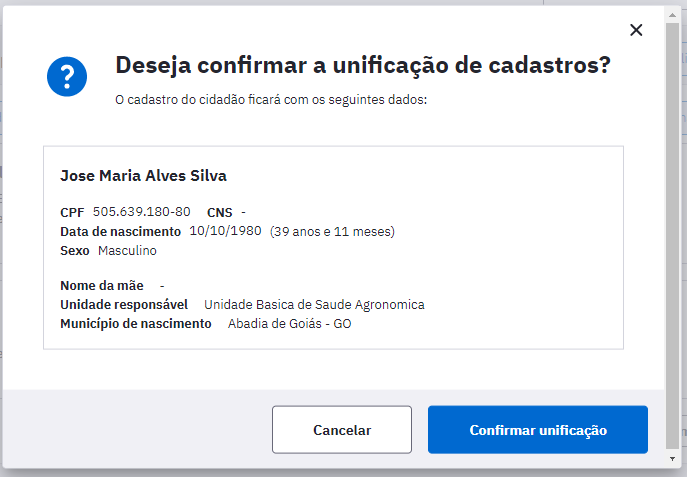 Deseja confirmar a unificação de cadastros?
O cadastro do cidadão ficará com os seguintes dados:
Jose Maria Alves Silva
CPF 505.639.180-80 CNS -
Data de nascimento 10/10/1980 (39 anos e 11 meses)
Sexo Masculino
Nome da mãe -
Unidade responsável Unidade Basica de Saude Agronomica
Município de nascimento Abadia de Goiás - GO
Cancelar Confirmar unificação